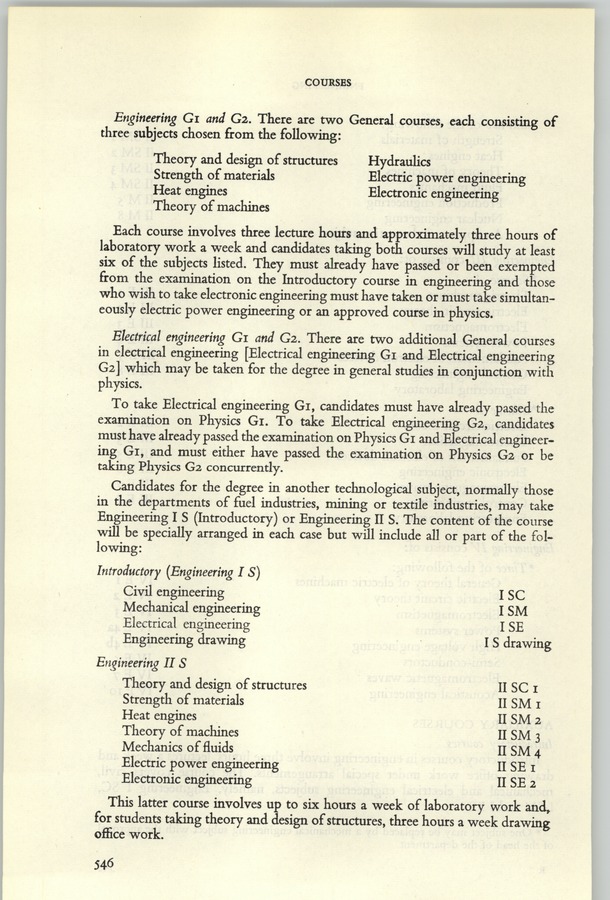 COURSES
Engineering G1 and G2. There are two General courses, each consisting of
three subjects chosen from the following:
Theory and design of structures Hydraulics
Strength of materials Electric power engineering
Heat engines Electronic engineering
Theory of machines
Each course involves three lecture hours and approximately three hours of
laboratory work a week and candidates taking both courses will study at least
six of the subjects listed. They must already have passed or been exempted
from the examination on the Introductory course in engineering and those
who wish to take electronic engineering must have taken or must take simultan-
eously electric power engineering or an approved course in physics.
Electrical engineering G1 and G2. There are two additional General courses
in electrical engineering [Electrical engineering G1 and Electrical engineering
G2] which may be taken for the degree in general studies in conjunction with
physics.
To take Electrical engineering G1, candidates must have already passed the
examination on Physics G1. To take Electrical engineering G2, candidates
must have already passed the examination on Physics G1 and Electrical engineer-
ing G1, and must either have passed the examination on Physics G2 or be
taking Physics G2 concurrently.
Candidates for the degree in another technological subject, normally those
in the departments of fuel industries, mining or textile industries, may take
Engineering I S (Introductory) or Engineering II S. The content of the course
will be specially arranged in each case but will include all or part of the fol-
lowing:
Introductory (Engineering I S)
Civil engineering I SC
Mechanical engineering I SM
Electrical engineering I SE
Engineering drawing I S drawing
Engineering II S
Theory and design of structures II SC 1
Strength of materials II SM 1
Heat engines II SM 2
Theory of machines II SM 3
Mechanics of fluids II SM 4
Electric power engineering II SE 1
Electronic engineering II SE 2
This latter course involves up to six hours a week of laboratory work and,
for students taking theory and design of structures, three hours a week drawing
office work.
546